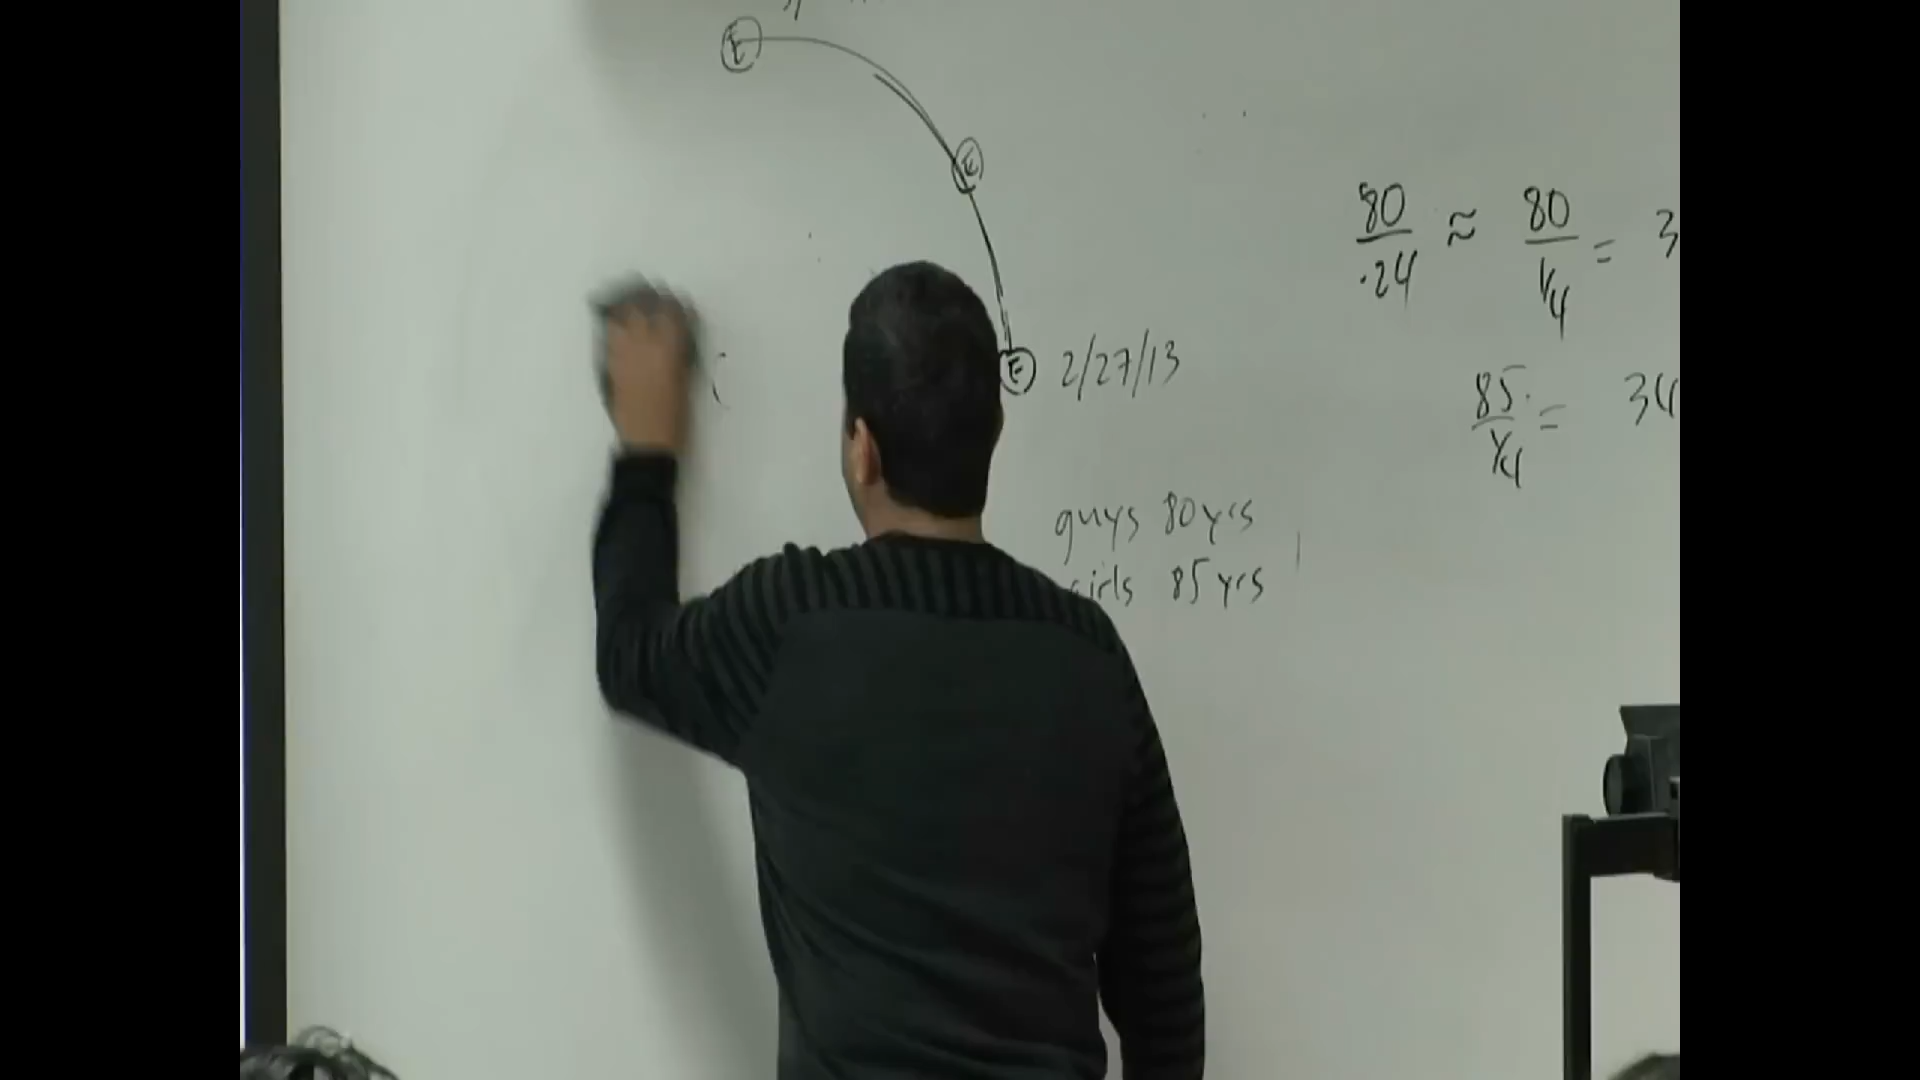 E
E
E 2/27/13
80/.24 ≈ 80/¼ = 3
85./¼ = 34
guys 80 yrs
girls 85 yrs